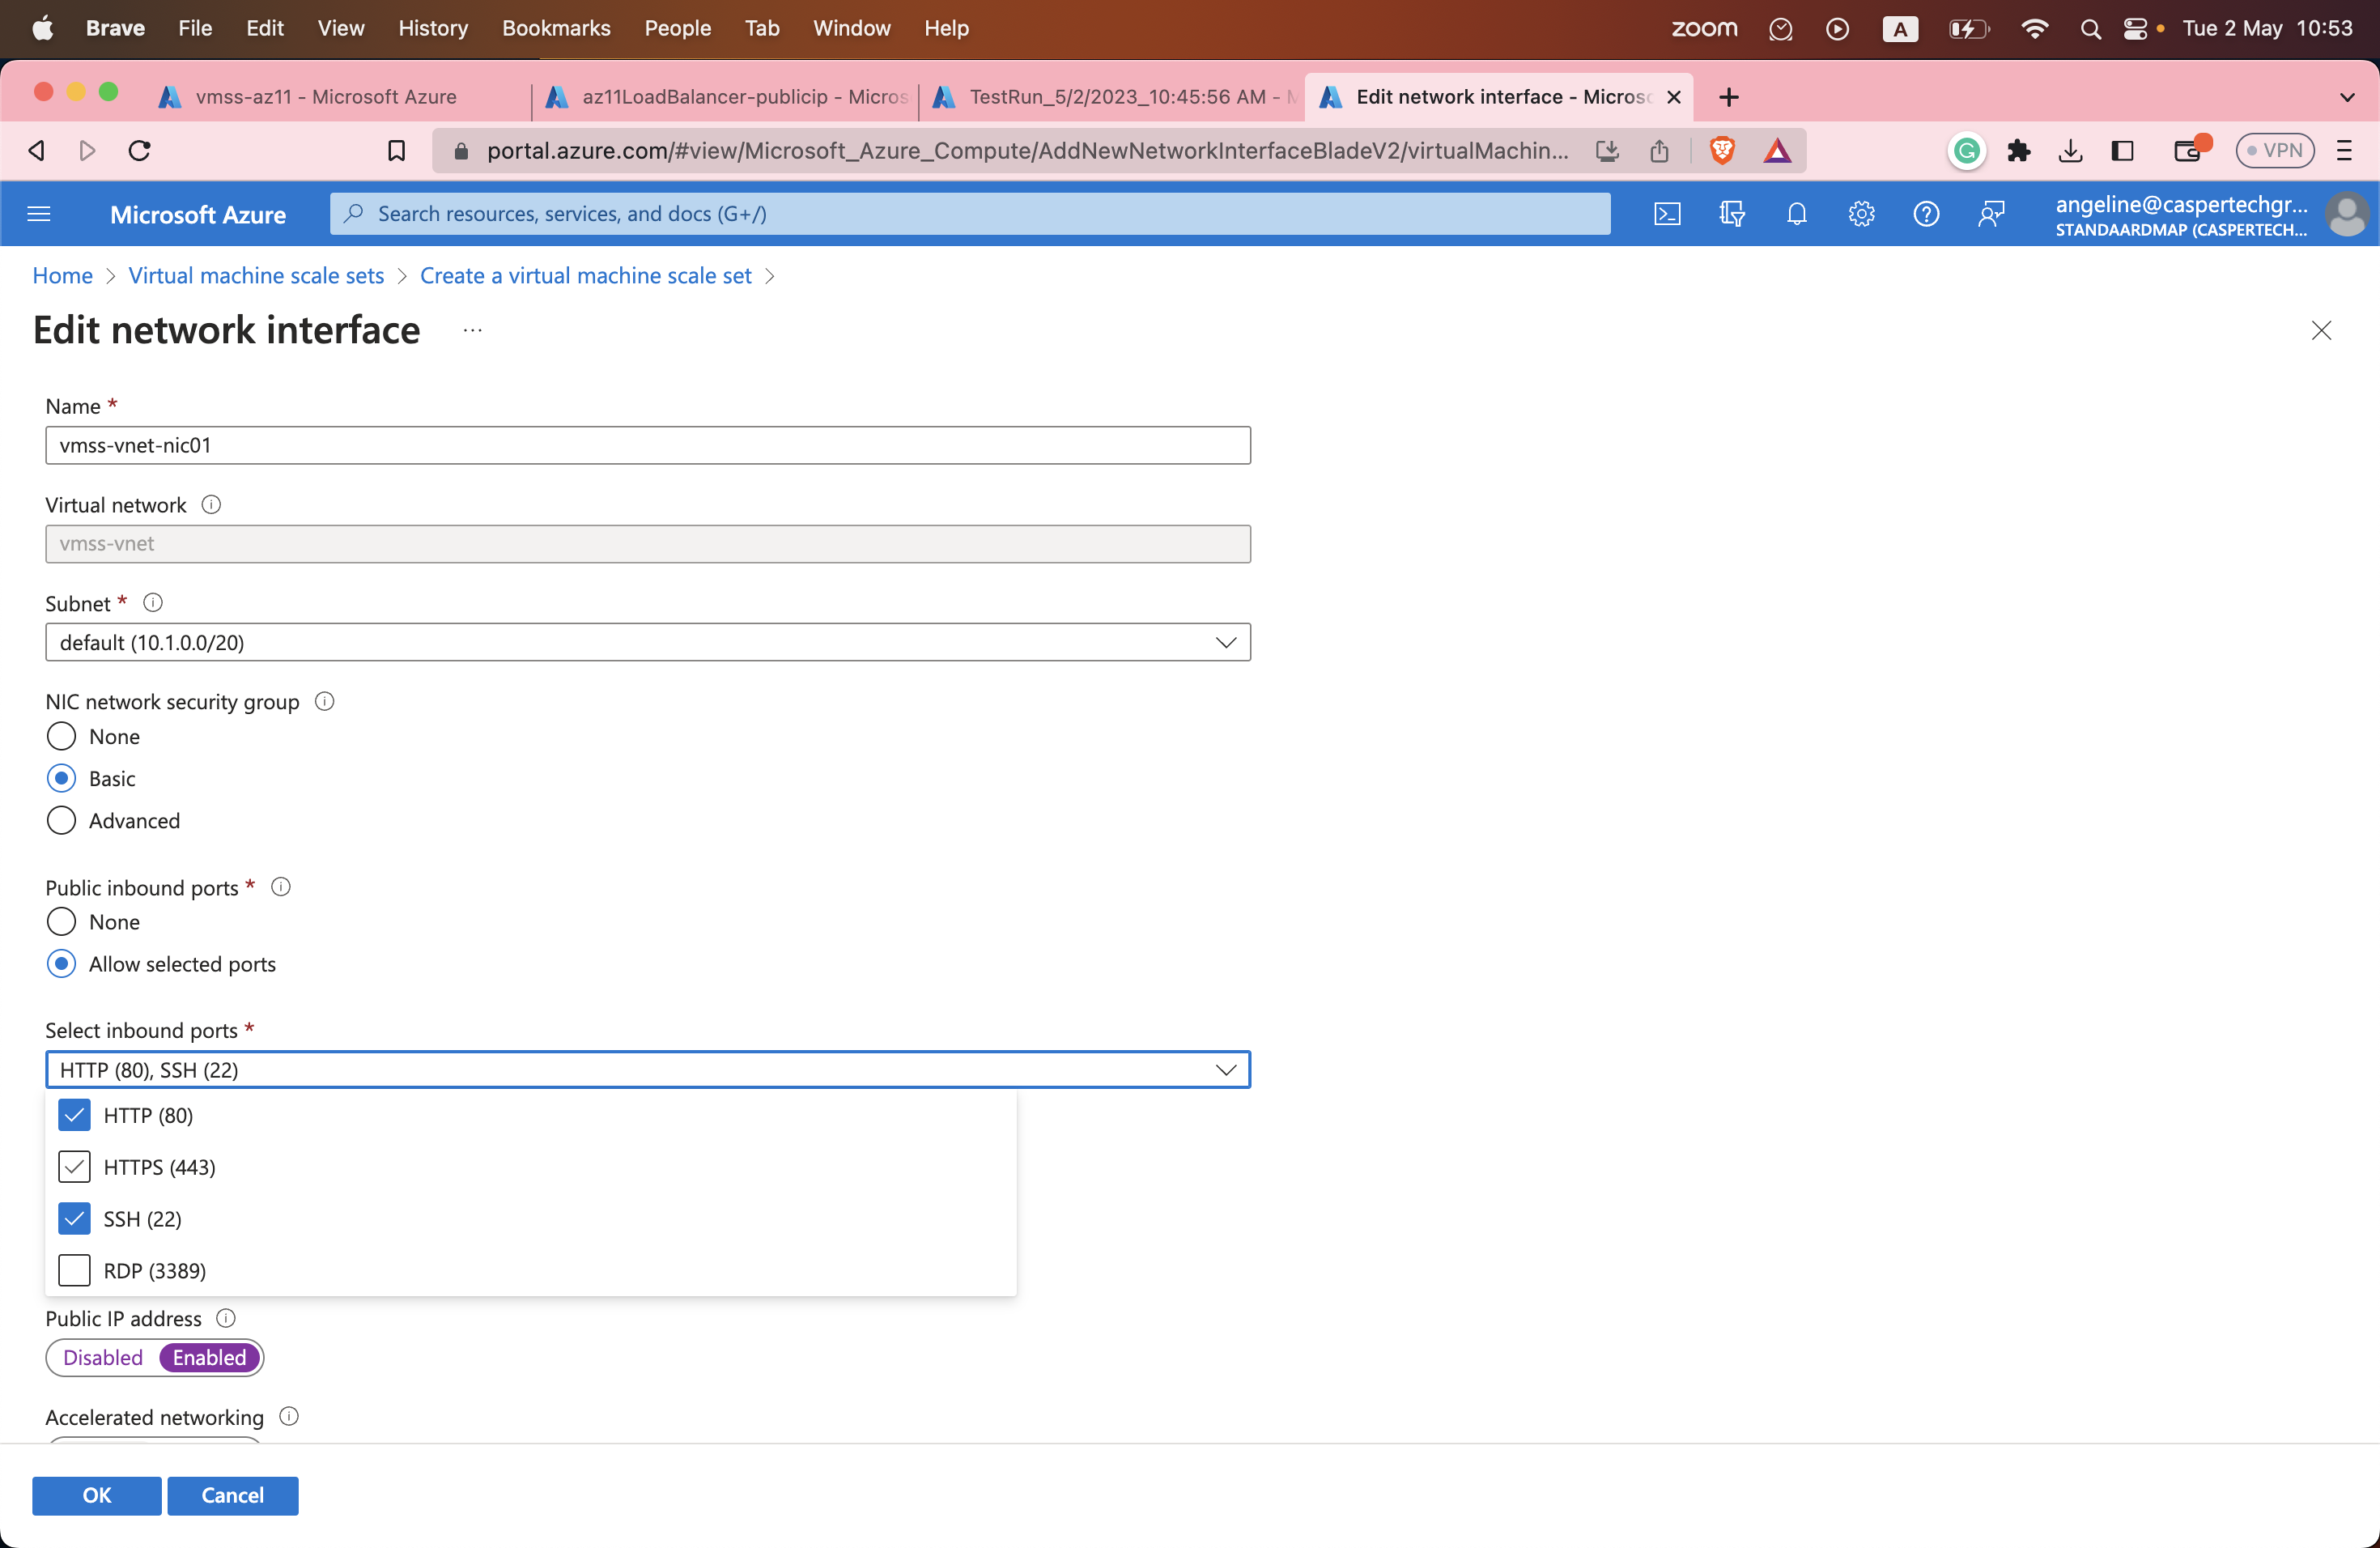 Brave File Edit View History Bookmarks People Tab Window Help zoom A Tue 2 May 10:53
vmss-az11 - Microsoft Azure az11LoadBalancer-publicip - Micros TestRun_5/2/2023_10:45:56 AM - M Edit network interface - Microsc
portal.azure.com/#view/Microsoft_Azure_Compute/AddNewNetworkInterfaceBladeV2/virtualMachin... VPN
Microsoft Azure Search resources, services, and docs (G+/) angeline@caspertechgr...
STANDAARDMAP (CASPERTECH...
Home > Virtual machine scale sets > Create a virtual machine scale set >
Edit network interface ...
Name *
vmss-vnet-nic01
Virtual network
vmss-vnet
Subnet *
default (10.1.0.0/20)
NIC network security group
None
Basic
Advanced
Public inbound ports *
None
Allow selected ports
Select inbound ports *
HTTP (80), SSH (22)
HTTP (80)
HTTPS (443)
SSH (22)
RDP (3389)
Public IP address
Disabled Enabled
Accelerated networking
OK Cancel